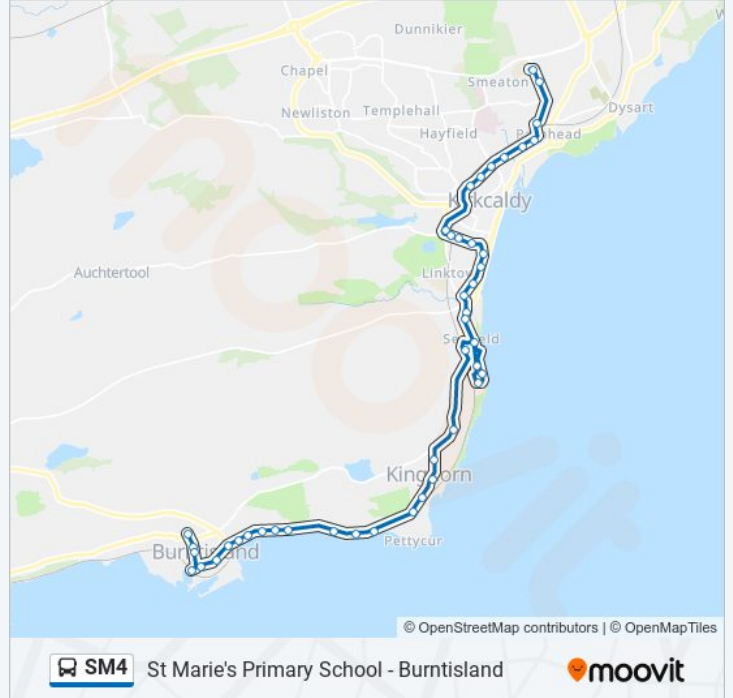 Dunnikier
Chapel
Smeaton
Newliston
Templehall
Dysart
Hayfield
Kirkcaldy
Auchtertool
Linktown
Seafield
Kinghorn
Burntisland
Pettycur
© OpenStreetMap contributors | © OpenMapTiles
SM4 St Marie's Primary School - Burntisland
moovit